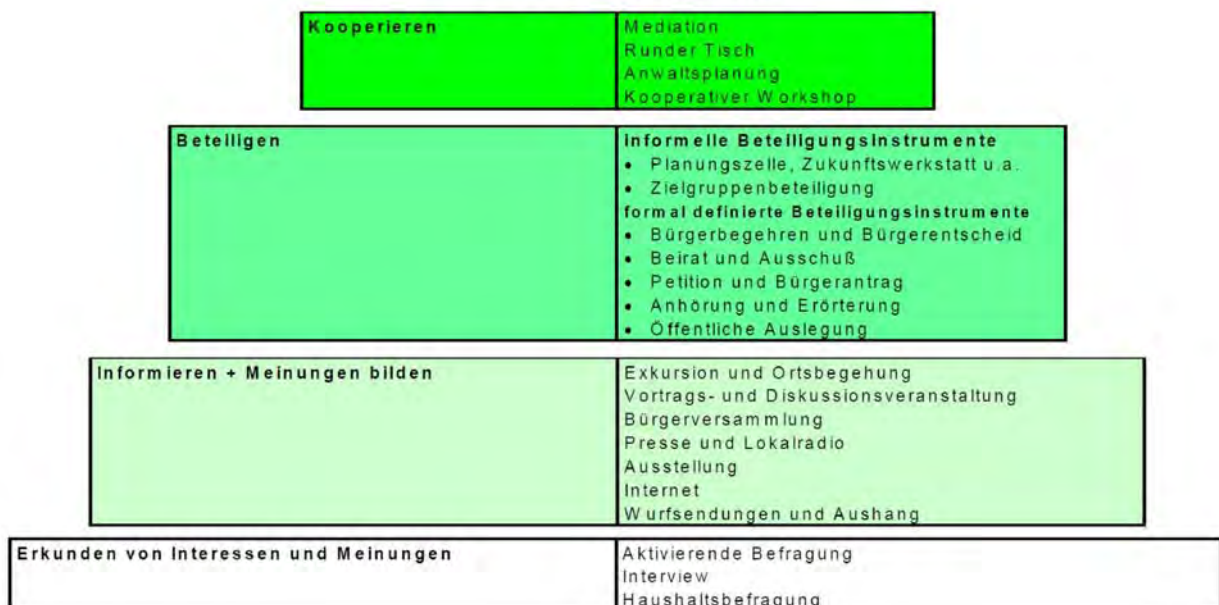 Kooperieren
Mediation
Runder Tisch
Anwaltsplanung
Kooperativer Workshop
Beteiligen
informelle Beteiligungsinstrumente
• Planungszelle, Zukunftswerkstatt u.a.
• Zielgruppenbeteiligung
formal definierte Beteiligungsinstrumente
• Bürgerbegehren und Bürgerentscheid
• Beirat und Ausschuß
• Petition und Bürgerantrag
• Anhörung und Erörterung
• Öffentliche Auslegung
Informieren + Meinungen bilden
Exkursion und Ortsbegehung
Vortrags- und Diskussionsveranstaltung
Bürgerversammlung
Presse und Lokalradio
Ausstellung
Internet
Wurfsendungen und Aushang
Erkunden von Interessen und Meinungen
Aktivierende Befragung
Interview
Haushaltsbefragung